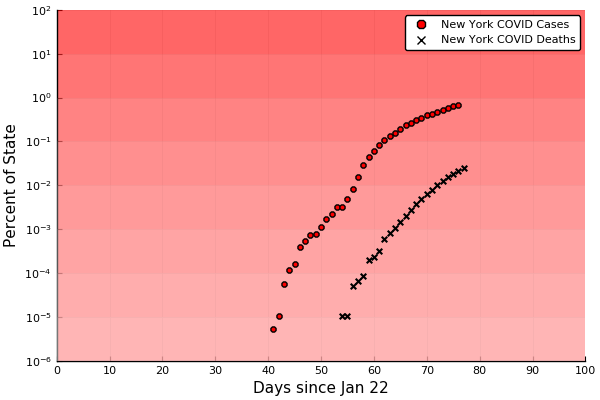 New York COVID Cases
New York COVID Deaths
Percent of State
10²
10¹
10⁰
10⁻¹
10⁻²
10⁻³
10⁻⁴
10⁻⁵
10⁻⁶
0 10 20 30 40 50 60 70 80 90 100
Days since Jan 22